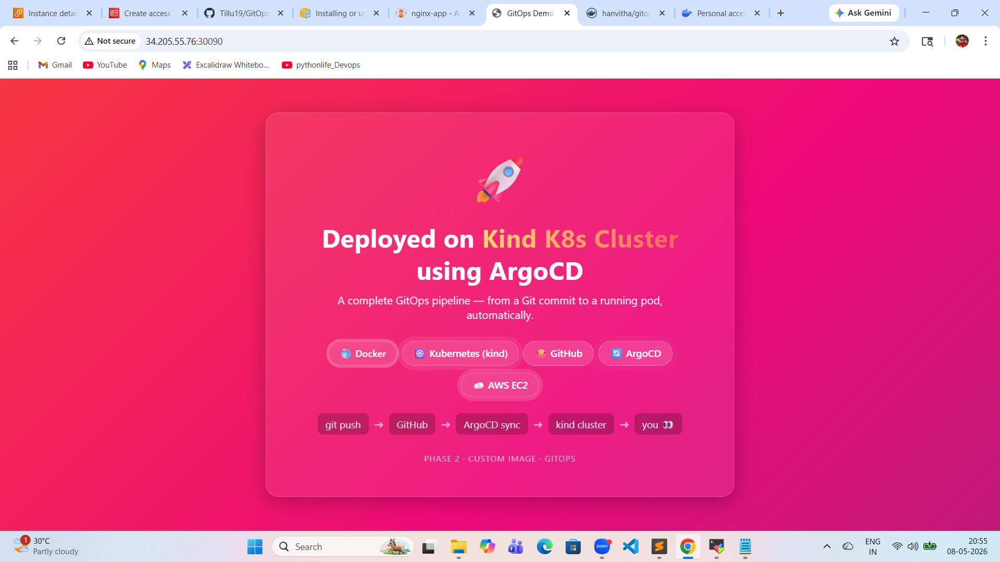 Instance detai
Create access
Tillu19/GitOps
Installing or up
nginx-app - A
GitOps Demo
hanvitha/gitop
Personal acces
Ask Gemini
Not secure
34.205.55.76:30090
Gmail
YouTube
Maps
Excalidraw Whitebo...
pythonlife_Devops
Deployed on Kind K8s Cluster
using ArgoCD
A complete GitOps pipeline — from a Git commit to a running pod,
automatically.
Docker
Kubernetes (kind)
GitHub
ArgoCD
AWS EC2
git push → GitHub → ArgoCD sync → kind cluster → you 👀
PHASE 2 · CUSTOM IMAGE · GITOPS
1
30°C
Partly cloudy
Search
zoom
ENG
IN
20:55
08-05-2026